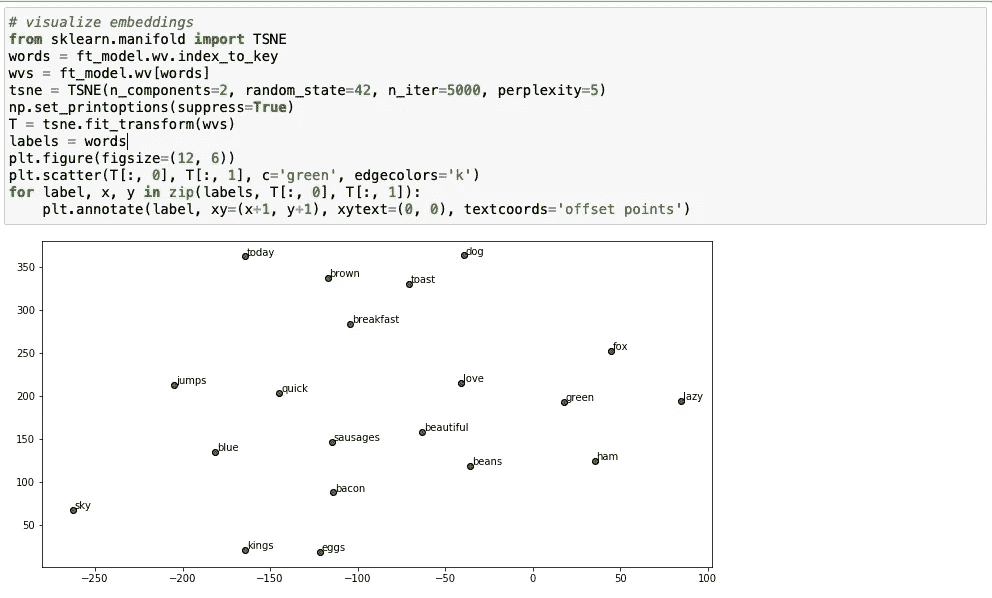 # visualize embeddings
from sklearn.manifold import TSNE
words = ft_model.wv.index_to_key
wvs = ft_model.wv[words]
tsne = TSNE(n_components=2, random_state=42, n_iter=5000, perplexity=5)
np.set_printoptions(suppress=True)
T = tsne.fit_transform(wvs)
labels = words
plt.figure(figsize=(12, 6))
plt.scatter(T[:, 0], T[:, 1], c='green', edgecolors='k')
for label, x, y in zip(labels, T[:, 0], T[:, 1]):
    plt.annotate(label, xy=(x+1, y+1), xytext=(0, 0), textcoords='offset points')
today
dog
350
brown
toast
300
breakfast
250
fox
jumps
love
quick
200
green
lazy
beautiful
150
sausages
blue
beans
ham
100
bacon
sky
50
kings
eggs
−250
−200
−150
−100
−50
0
50
100